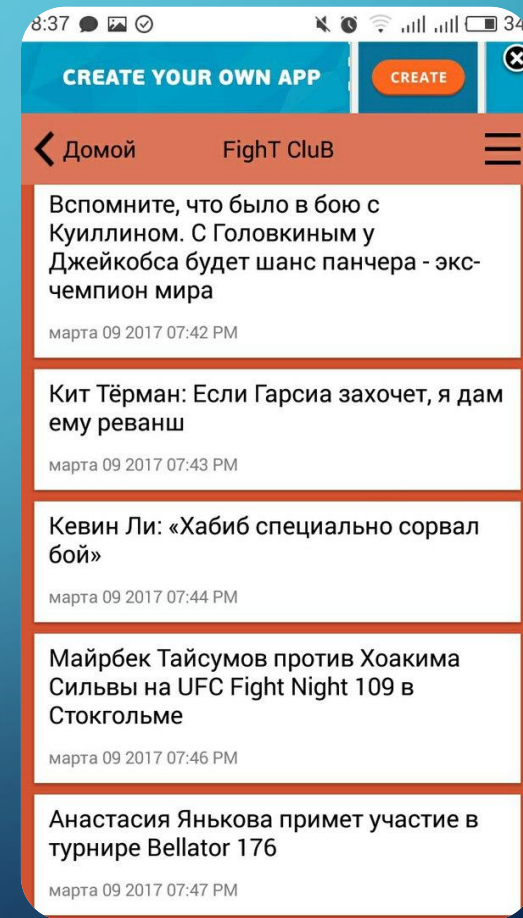 8:37 34
CREATE YOUR OWN APP CREATE
Домой FighT CluB
Вспомните, что было в бою с
Куиллином. С Головкиным у
Джейкобса будет шанс панчера - экс-
чемпион мира
марта 09 2017 07:42 PM
Кит Тёрман: Если Гарсиа захочет, я дам
ему реванш
марта 09 2017 07:43 PM
Кевин Ли: «Хабиб специально сорвал
бой»
марта 09 2017 07:44 PM
Майрбек Тайсумов против Хоакима
Сильвы на UFC Fight Night 109 в
Стокгольме
марта 09 2017 07:46 PM
Анастасия Янькова примет участие в
турнире Bellator 176
марта 09 2017 07:47 PM